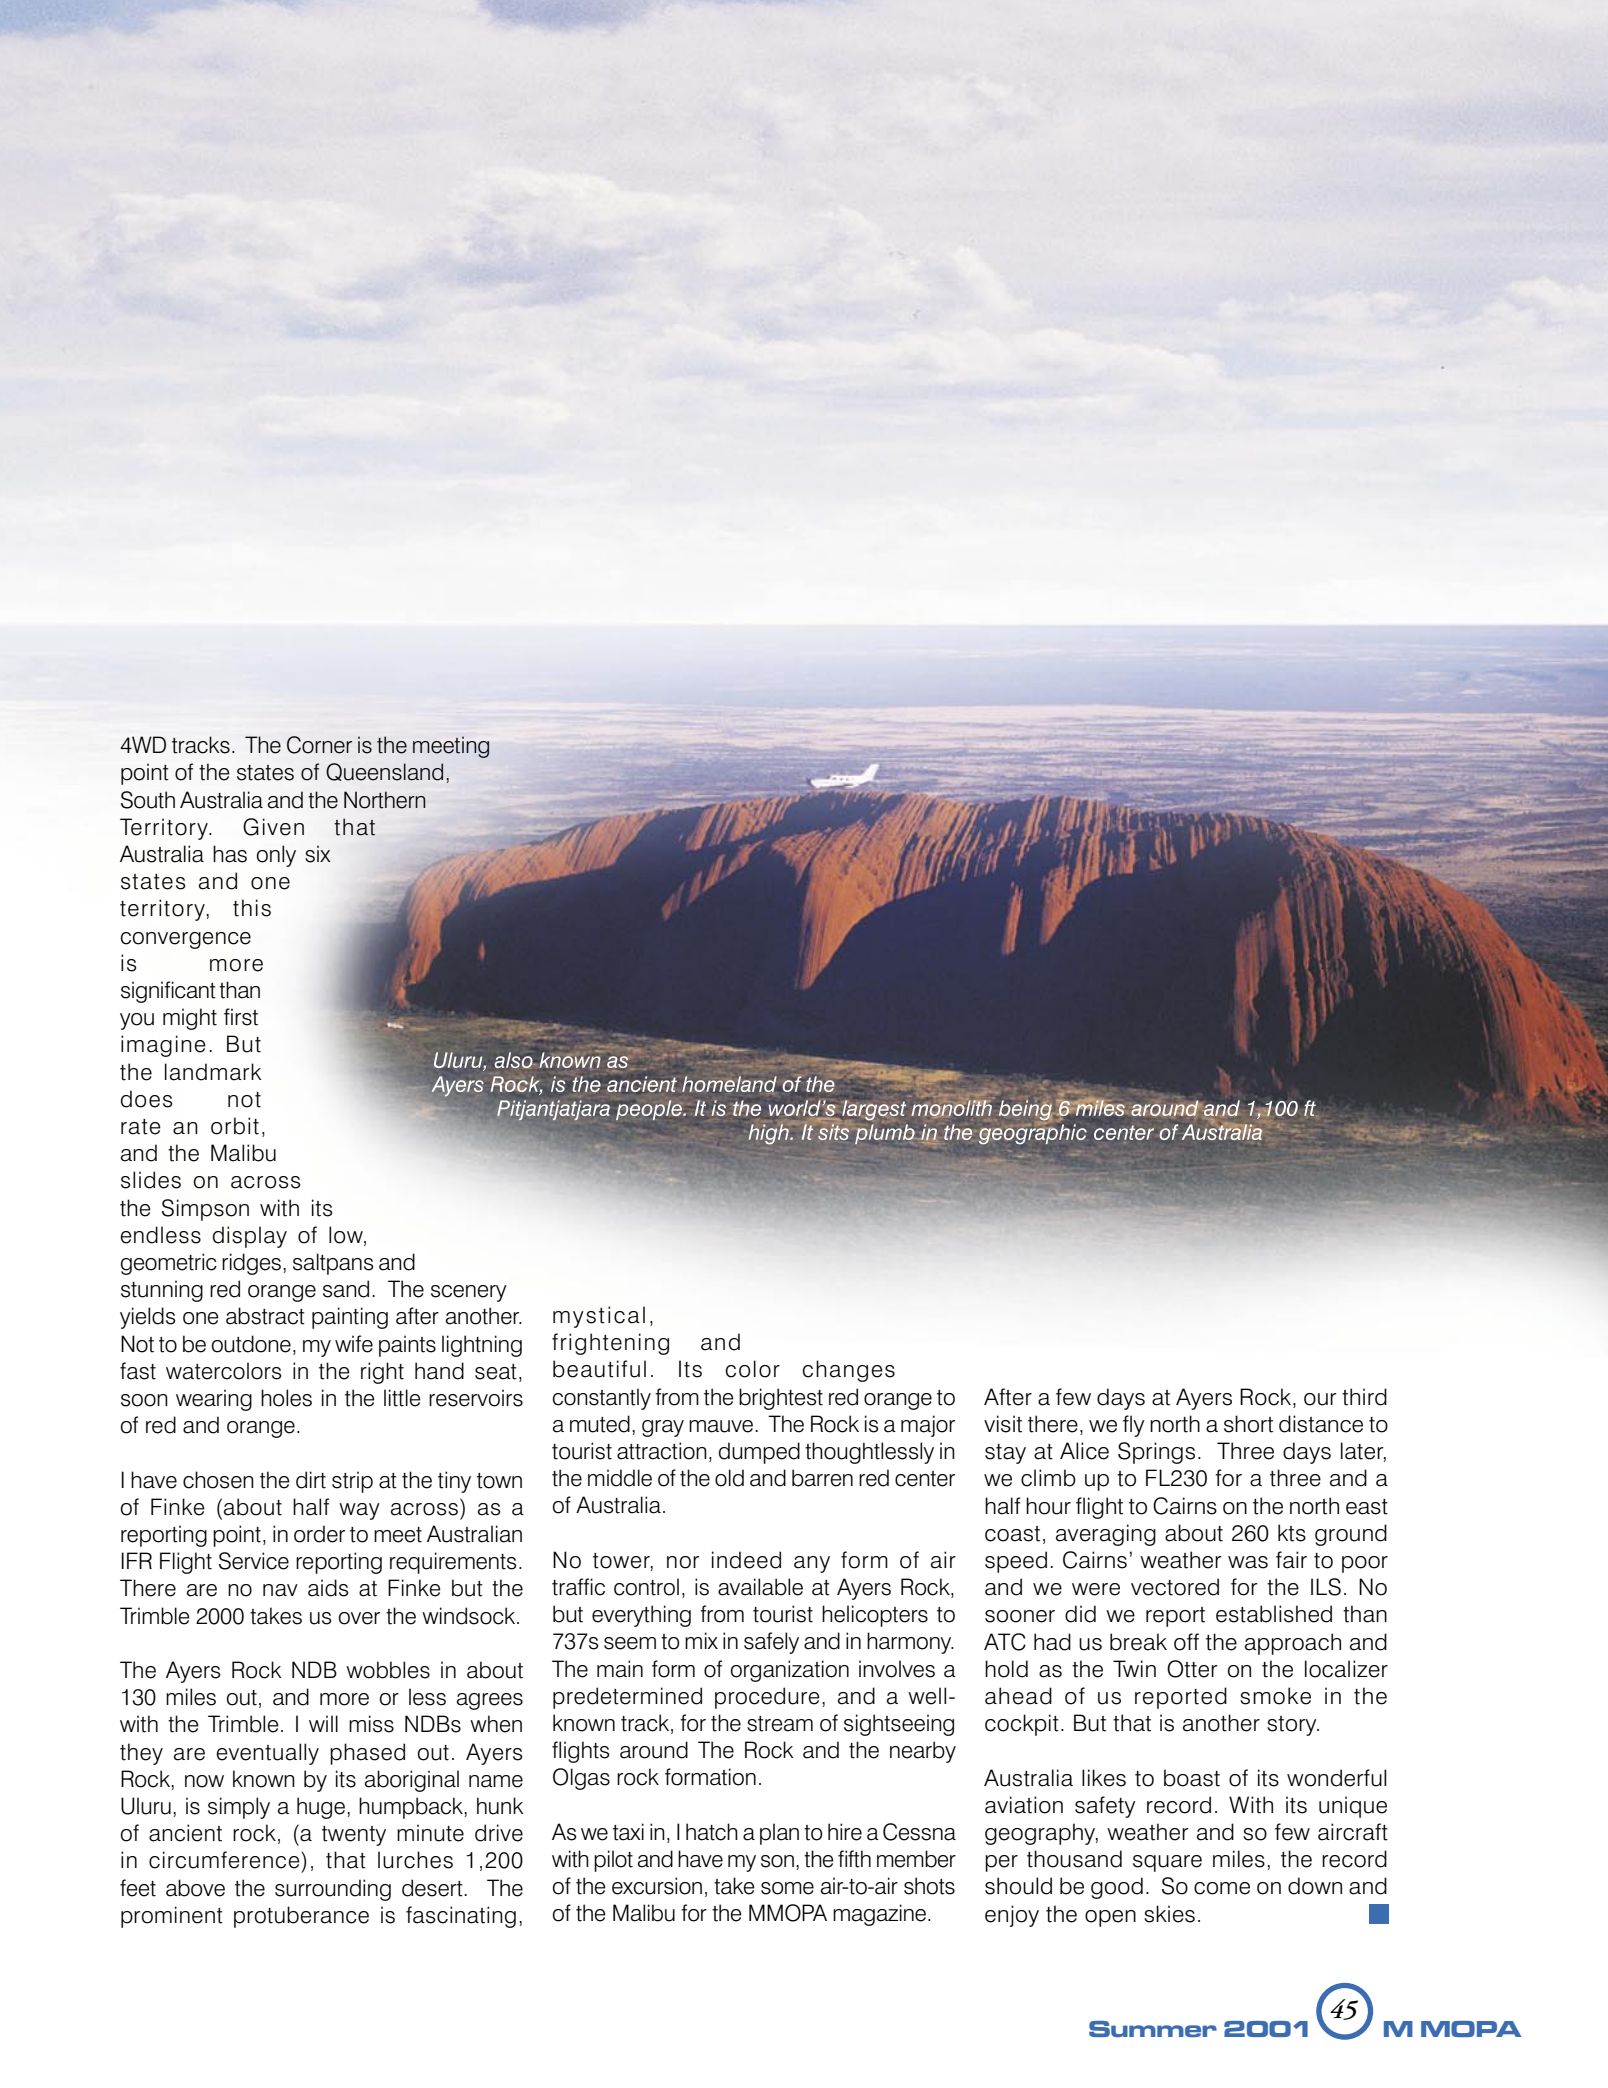 4WD tracks. The Corner is the meeting
point of the states of Queensland,
South Australia and the Northern
Territory. Given that
Australia has only six
states and one
territory, this
convergence
is more
significant than
you might first
imagine. But
the landmark
does not
rate an orbit,
and the Malibu
slides on across
the Simpson with its
endless display of low,
geometric ridges, saltpans and
stunning red orange sand. The scenery
yields one abstract painting after another.
Not to be outdone, my wife paints lightning
fast watercolors in the right hand seat,
soon wearing holes in the little reservoirs
of red and orange.
I have chosen the dirt strip at the tiny town
of Finke (about half way across) as a
reporting point, in order to meet Australian
IFR Flight Service reporting requirements.
There are no nav aids at Finke but the
Trimble 2000 takes us over the windsock.
The Ayers Rock NDB wobbles in about
130 miles out, and more or less agrees
with the Trimble. I will miss NDBs when
they are eventually phased out. Ayers
Rock, now known by its aboriginal name
Uluru, is simply a huge, humpback, hunk
of ancient rock, (a twenty minute drive
in circumference), that lurches 1,200
feet above the surrounding desert. The
prominent protuberance is fascinating,
Uluru, also known as
Ayers Rock, is the ancient homeland of the
Pitjantjatjara people. It is the world's largest monolith being 6 miles around and 1,100 ft
high. It sits plumb in the geographic center of Australia
mystical,
frightening and
beautiful. Its color changes
constantly from the brightest red orange to
a muted, gray mauve. The Rock is a major
tourist attraction, dumped thoughtlessly in
the middle of the old and barren red center
of Australia.
No tower, nor indeed any form of air
traffic control, is available at Ayers Rock,
but everything from tourist helicopters to
737s seem to mix in safely and in harmony.
The main form of organization involves a
predetermined procedure, and a well-
known track, for the stream of sightseeing
flights around The Rock and the nearby
Olgas rock formation.
As we taxi in, I hatch a plan to hire a Cessna
with pilot and have my son, the fifth member
of the excursion, take some air-to-air shots
of the Malibu for the MMOPA magazine.
After a few days at Ayers Rock, our third
visit there, we fly north a short distance to
stay at Alice Springs. Three days later,
we climb up to FL230 for a three and a
half hour flight to Cairns on the north east
coast, averaging about 260 kts ground
speed. Cairns' weather was fair to poor
and we were vectored for the ILS. No
sooner did we report established than
ATC had us break off the approach and
hold as the Twin Otter on the localizer
ahead of us reported smoke in the
cockpit. But that is another story.
Australia likes to boast of its wonderful
aviation safety record. With its unique
geography, weather and so few aircraft
per thousand square miles, the record
should be good. So come on down and
enjoy the open skies.
Summer 2001 45 M MOPA